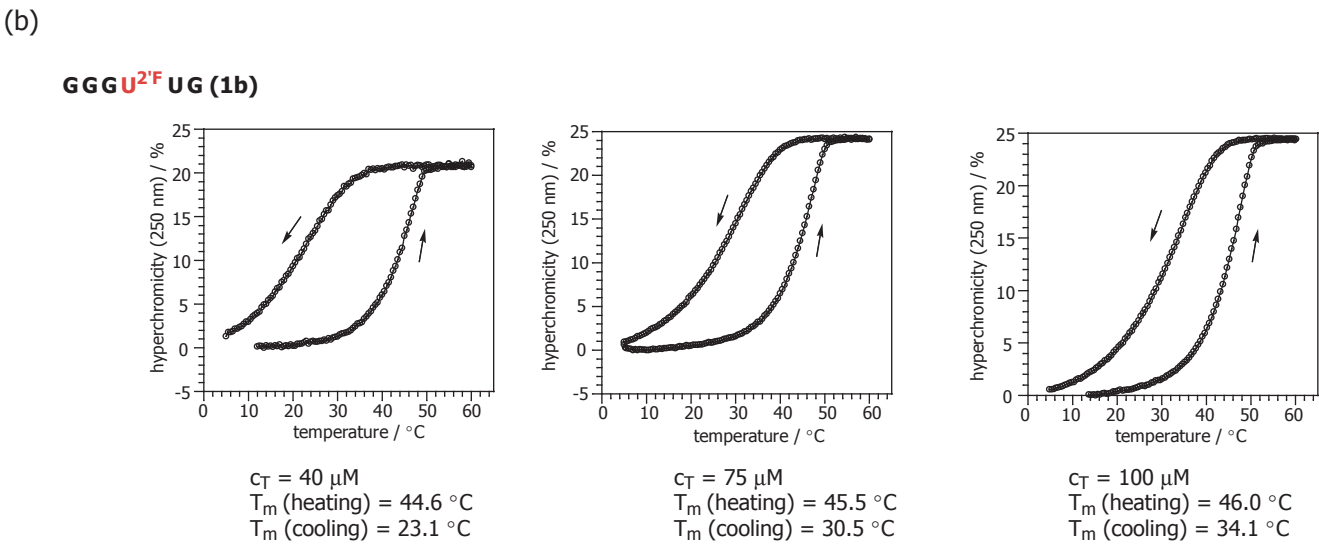 (b)
GGGU2'F UG (1b)
hyperchromicity (250 nm) / %
25
20
15
10
5
0
-5
0 10 20 30 40 50 60
temperature / °C
cT = 40 µM
Tm (heating) = 44.6 °C
Tm (cooling) = 23.1 °C
hyperchromicity (250 nm) / %
25
20
15
10
5
0
-5
0 10 20 30 40 50 60
temperature / °C
cT = 75 µM
Tm (heating) = 45.5 °C
Tm (cooling) = 30.5 °C
hyperchromicity (250 nm) / %
25
20
15
10
5
0
0 10 20 30 40 50 60
temperature / °C
cT = 100 µM
Tm (heating) = 46.0 °C
Tm (cooling) = 34.1 °C